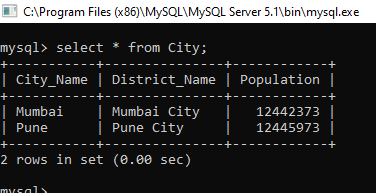 C:\Program Files (x86)\MySQL\MySQL Server 5.1\bin\mysql.exe
mysql> select * from City;
+-----------+---------------+------------+
| City_Name | District_Name | Population |
+-----------+---------------+------------+
| Mumbai    | Mumbai City   |   12442373 |
| Pune      | Pune City     |   12445973 |
+-----------+---------------+------------+
2 rows in set (0.00 sec)
mysql>